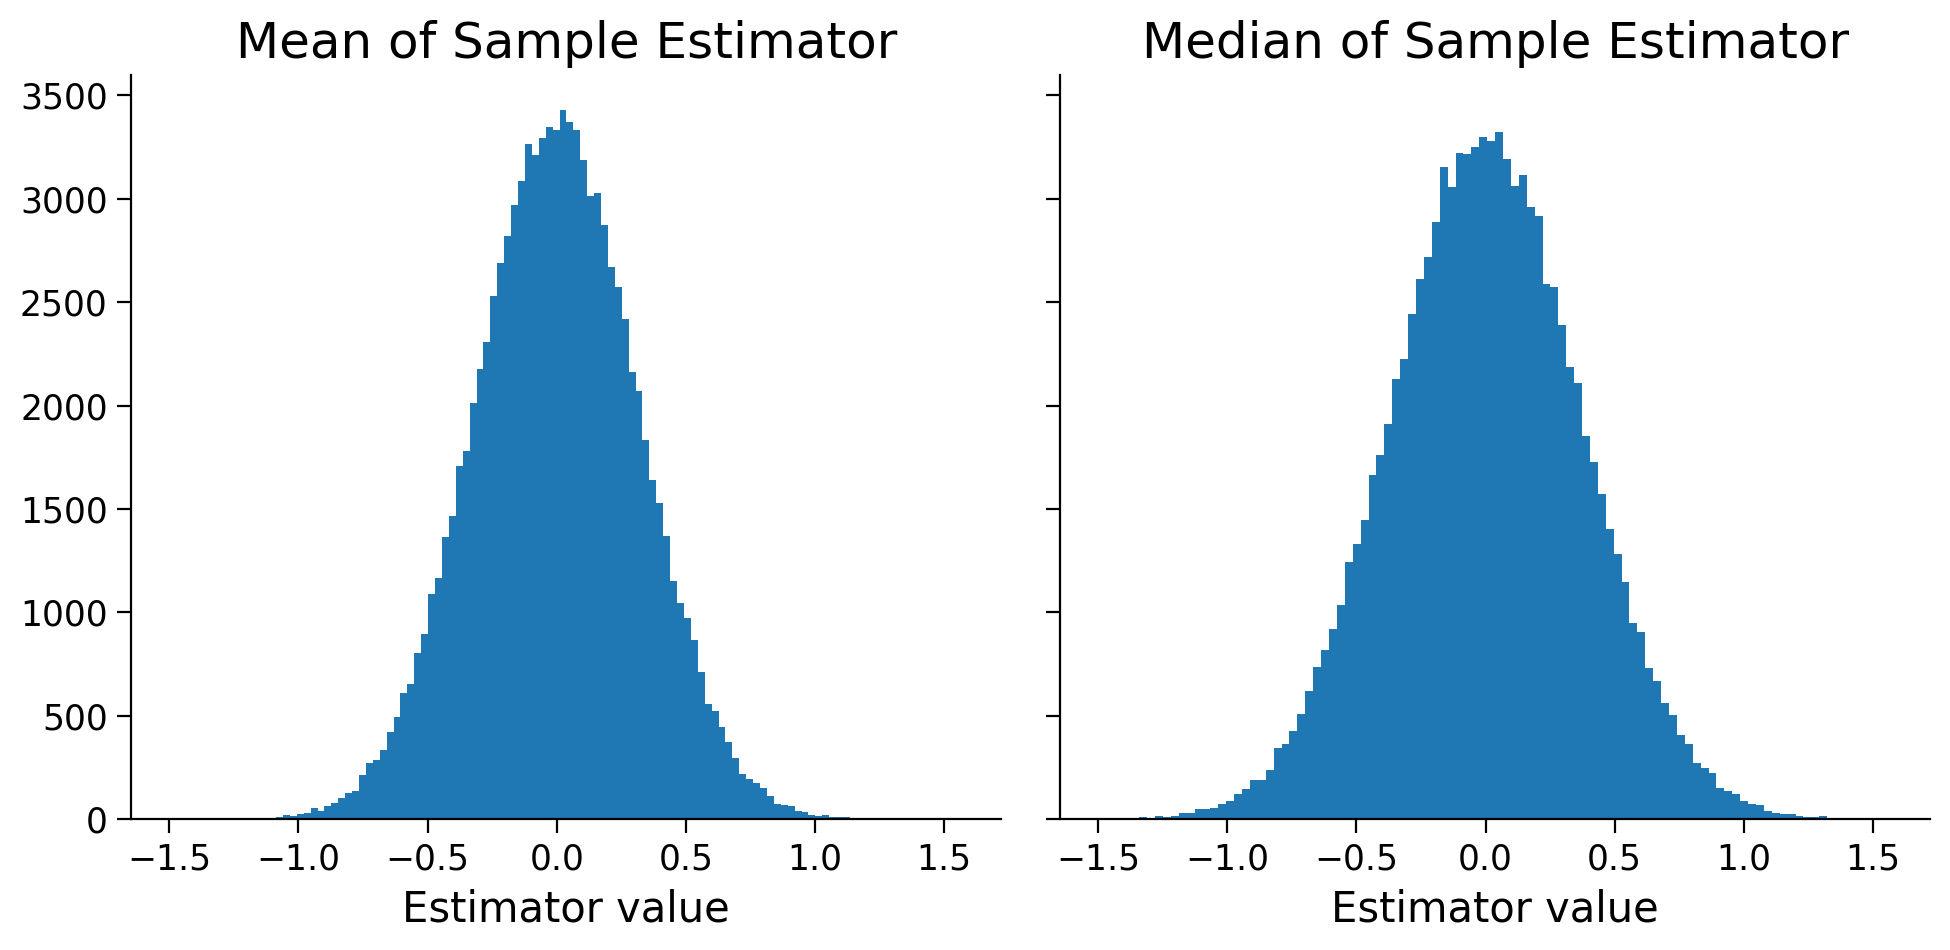 Mean of Sample Estimator
3500
3000
2500
2000
1500
1000
500
0
−1.5 −1.0 −0.5 0.0 0.5 1.0 1.5
Estimator value
Median of Sample Estimator
−1.5 −1.0 −0.5 0.0 0.5 1.0 1.5
Estimator value